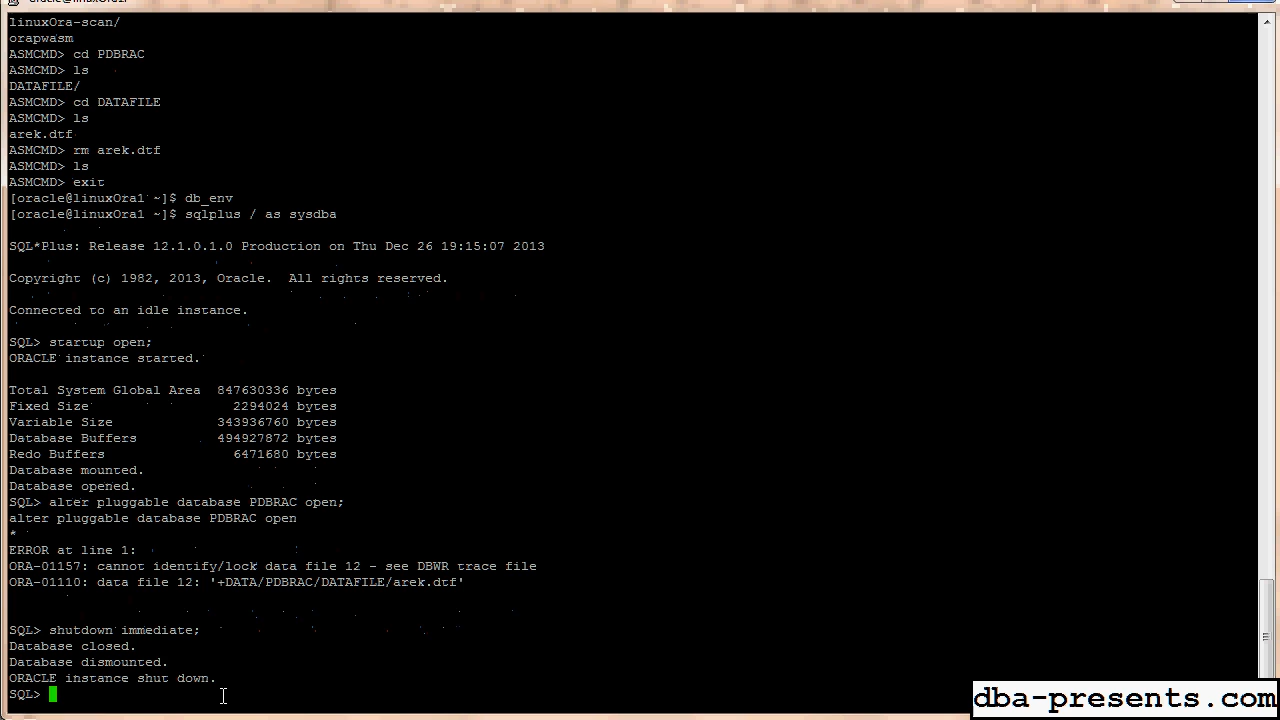 linuxOra-scan/
orapwasm
ASMCMD> cd PDBRAC
ASMCMD> ls
DATAFILE/
ASMCMD> cd DATAFILE
ASMCMD> ls
arek.dtf
ASMCMD> rm arek.dtf
ASMCMD> ls
ASMCMD> exit
[oracle@linuxOra1 ~]$ db_env
[oracle@linuxOra1 ~]$ sqlplus / as sysdba
SQL*Plus: Release 12.1.0.1.0 Production on Thu Dec 26 19:15:07 2013
Copyright (c) 1982, 2013, Oracle.  All rights reserved.
Connected to an idle instance.
SQL> startup open;
ORACLE instance started.
Total System Global Area  847630336 bytes
Fixed Size                  2294024 bytes
Variable Size             343936760 bytes
Database Buffers          494927872 bytes
Redo Buffers                6471680 bytes
Database mounted.
Database opened.
SQL> alter pluggable database PDBRAC open;
alter pluggable database PDBRAC open
*
ERROR at line 1:
ORA-01157: cannot identify/lock data file 12 - see DBWR trace file
ORA-01110: data file 12: '+DATA/PDBRAC/DATAFILE/arek.dtf'
SQL> shutdown immediate;
Database closed.
Database dismounted.
ORACLE instance shut down.
SQL>
dba-presents.com